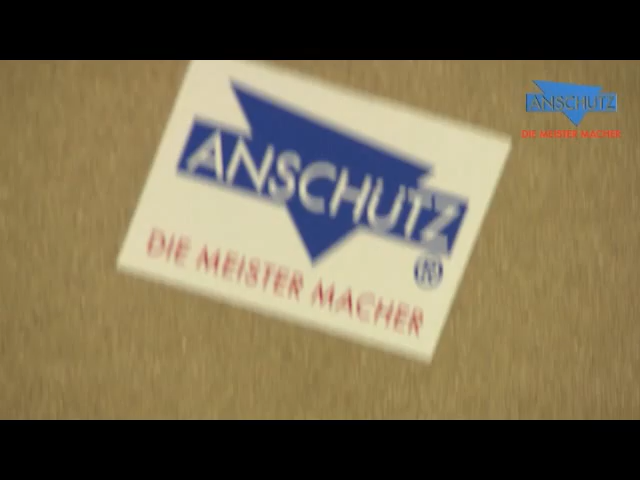 ANSCHUTZ
DIE MEISTER MACHER
®
ANSCHUTZ
DIE MEISTER MACHER